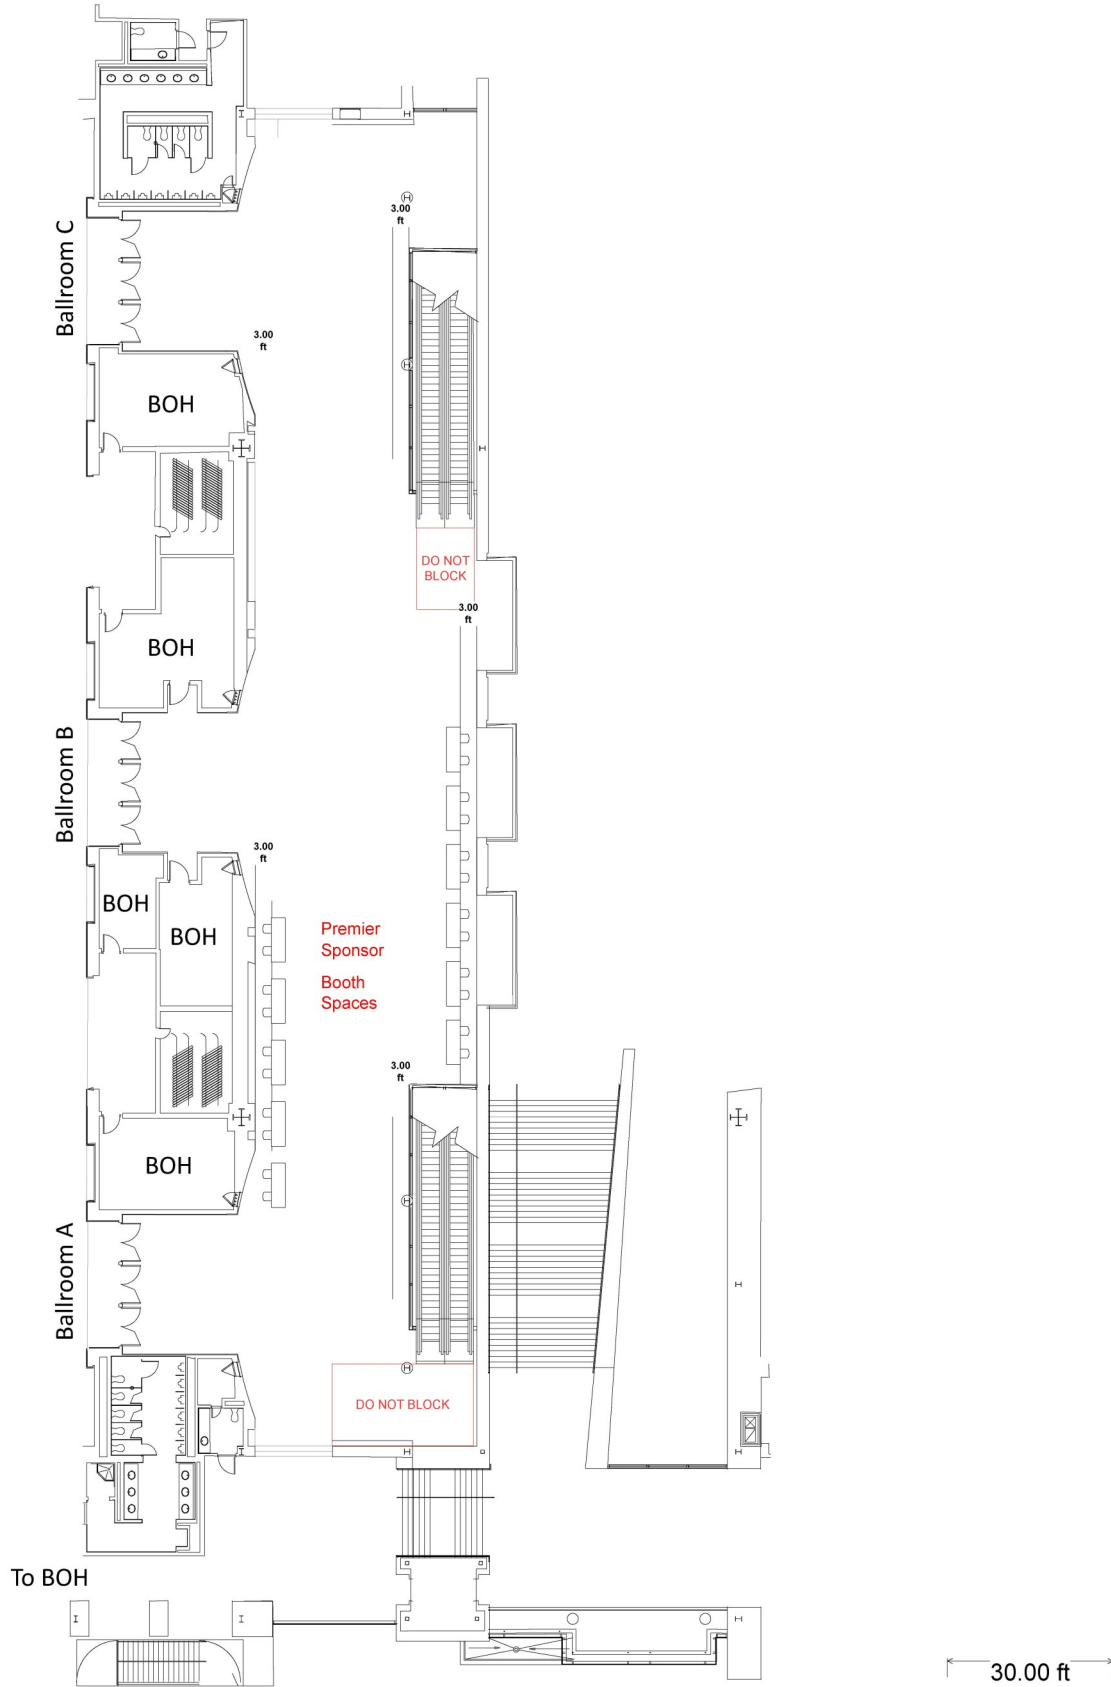 3.00
ft
Ballroom C
3.00
ft
BOH
DO NOT
BLOCK
3.00
ft
BOH
Ballroom B
3.00
ft
BOH
BOH
Premier
Sponsor
Booth
Spaces
3.00
ft
BOH
Ballroom A
DO NOT BLOCK
To BOH
30.00 ft